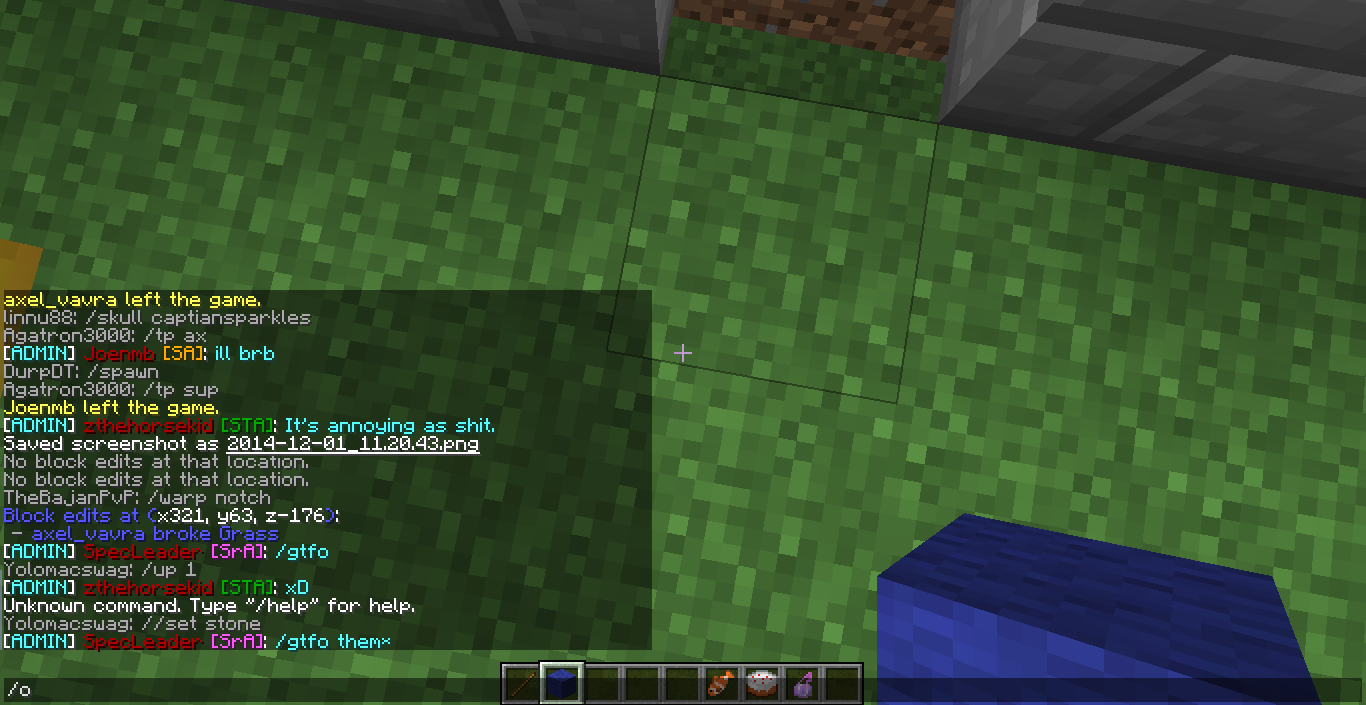 axel_vavra left the game.
linnu88: /skull captiansparkles
Agatron3000: /tp ax
[ADMIN] Joenmb [SA]: ill brb
DurpDT: /spawn
Agatron3000: /tp sup
Joenmb left the game.
[ADMIN] zthehorsekid [STA]: It's annoying as shit.
Saved screenshot as 2014-12-01_11.20.43.png
No block edits at that location.
No block edits at that location.
TheBajanPvP: /warp notch
Block edits at (x321, y63, z-176):
- axel_vavra broke Grass
[ADMIN] SpecLeader [SrA]: /gtfo
Yolomacswag: /up 1
[ADMIN] zthehorsekid [STA]: xD
Unknown command. Type "/help" for help.
Yolomacswag: //set stone
[ADMIN] SpecLeader [SrA]: /gtfo them*
/o